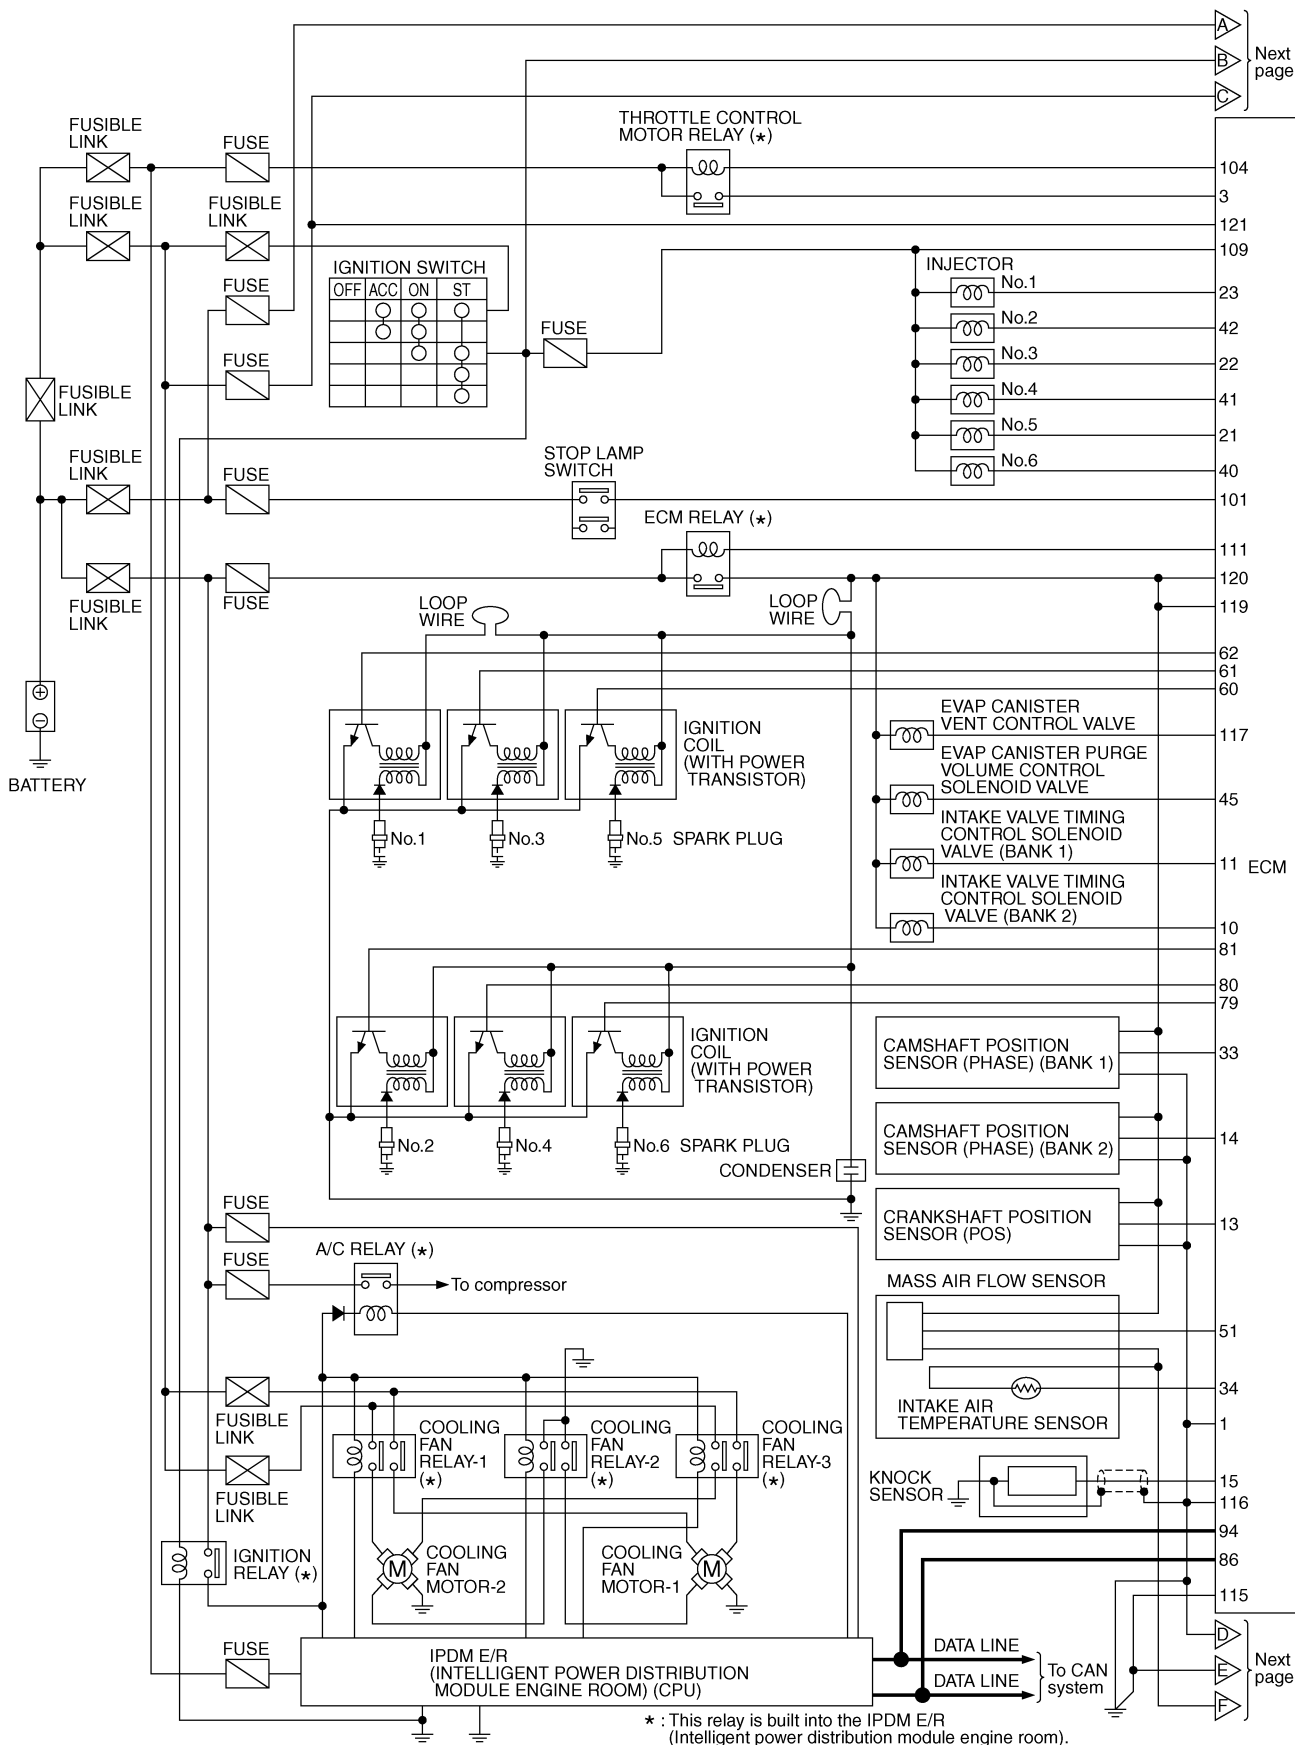 A
B
C
Next
page
THROTTLE CONTROL
MOTOR RELAY (*)
FUSIBLE
LINK
FUSE
104
3
FUSIBLE
LINK
FUSIBLE
LINK
121
109
IGNITION SWITCH
OFF ACC ON ST
FUSE
INJECTOR
No.1
23
No.2
42
FUSE
No.3
22
FUSE
No.4
41
FUSIBLE
LINK
No.5
21
No.6
40
FUSIBLE
LINK
FUSE
STOP LAMP
SWITCH
101
ECM RELAY (*)
111
120
119
FUSIBLE
LINK
FUSE
LOOP
WIRE
LOOP
WIRE
62
61
60
BATTERY
IGNITION
COIL
(WITH POWER
TRANSISTOR)
EVAP CANISTER
VENT CONTROL VALVE
117
EVAP CANISTER PURGE
VOLUME CONTROL
SOLENOID VALVE
45
No.1
No.3
No.5 SPARK PLUG
INTAKE VALVE TIMING
CONTROL SOLENOID
VALVE (BANK 1)
11
ECM
INTAKE VALVE TIMING
CONTROL SOLENOID
VALVE (BANK 2)
10
81
80
79
IGNITION
COIL
(WITH POWER
TRANSISTOR)
CAMSHAFT POSITION
SENSOR (PHASE) (BANK 1)
33
No.2
No.4
No.6 SPARK PLUG
CAMSHAFT POSITION
SENSOR (PHASE) (BANK 2)
14
CONDENSER
CRANKSHAFT POSITION
SENSOR (POS)
13
FUSE
FUSE
A/C RELAY (*)
To compressor
MASS AIR FLOW SENSOR
51
34
INTAKE AIR
TEMPERATURE SENSOR
1
FUSIBLE
LINK
FUSIBLE
LINK
COOLING
FAN
RELAY-1
(*)
COOLING
FAN
RELAY-2
(*)
COOLING
FAN
RELAY-3
(*)
KNOCK
SENSOR
15
116
94
86
115
IGNITION
RELAY (*)
M
COOLING
FAN
MOTOR-2
COOLING
FAN
MOTOR-1
M
FUSE
IPDM E/R
(INTELLIGENT POWER DISTRIBUTION
MODULE ENGINE ROOM) (CPU)
DATA LINE
DATA LINE
To CAN
system
D
E
F
Next
page
* : This relay is built into the IPDM E/R
(Intelligent power distribution module engine room).